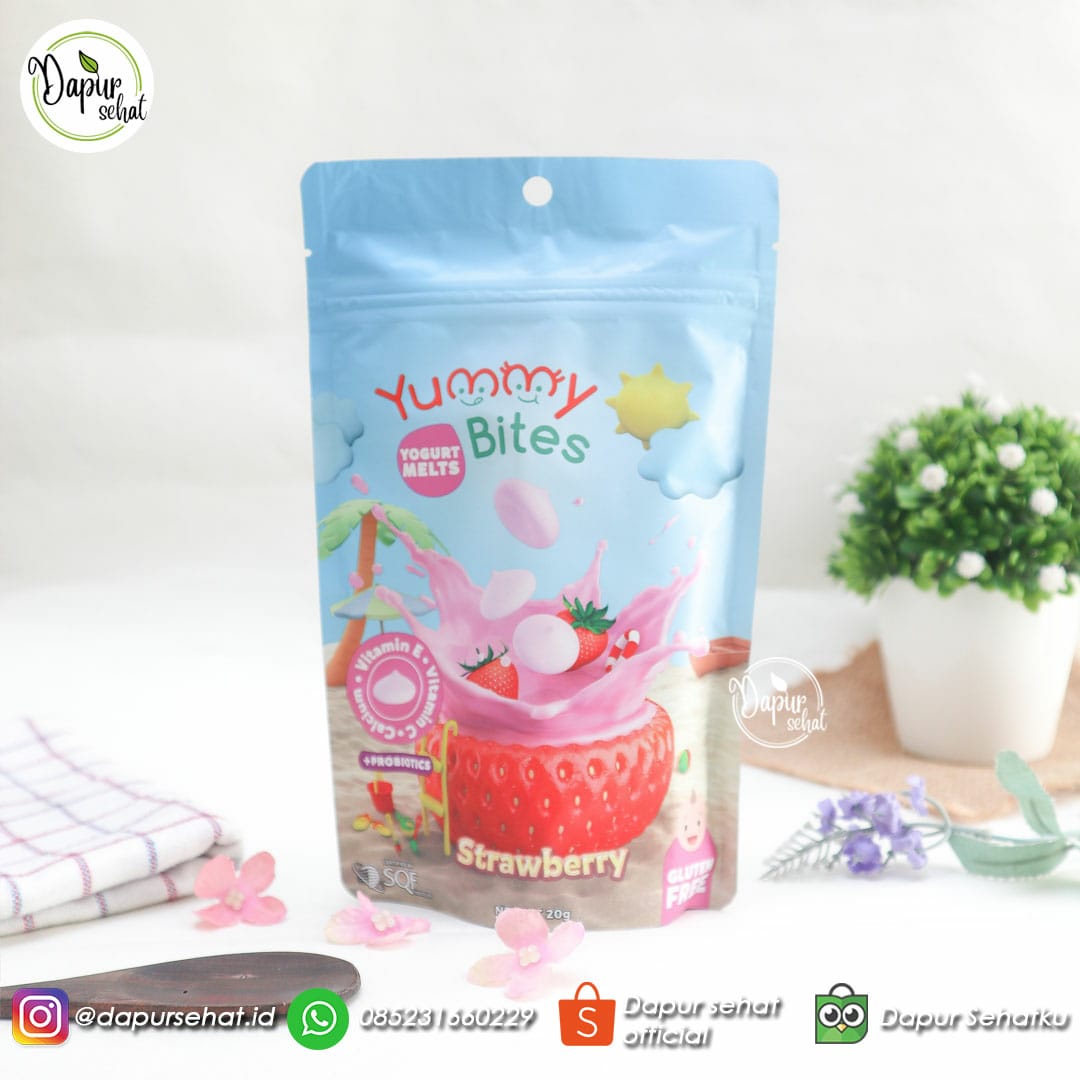 Dapur
sehat
Yummy
Bites
YOGURT
MELTS
Vitamin E • Vitamin C • Calcium •
+PROBIOTICS
Dapur
sehat
Strawberry
SQF
GLUTEN
FREE
20g
@dapursehat.id
085231660229
Dapur sehat
official
Dapur Sehatku